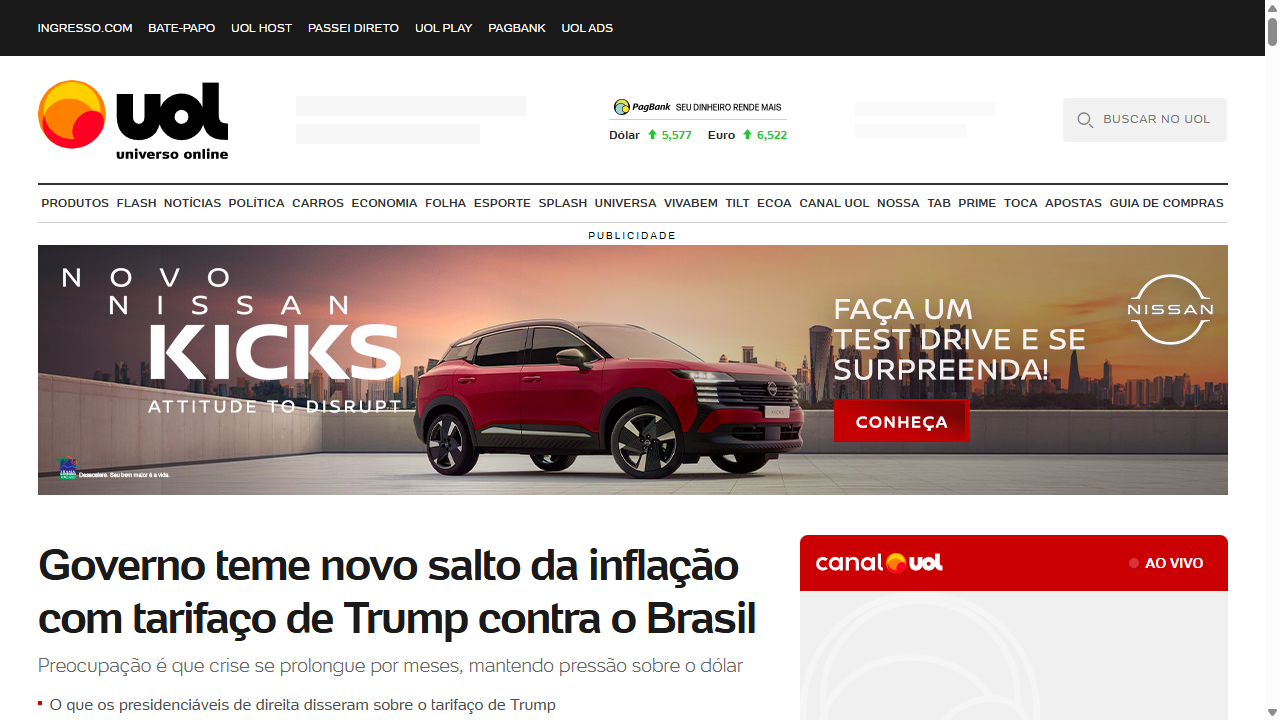 INGRESSO.COM BATE-PAPO UOL HOST PASSEI DIRETO UOL PLAY PAGBANK UOL ADS
uol
universo online
PagBank SEU DINHEIRO RENDE MAIS
Dólar 5,577 Euro 6,522
BUSCAR NO UOL
PRODUTOS FLASH NOTÍCIAS POLÍTICA CARROS ECONOMIA FOLHA ESPORTE SPLASH UNIVERSA VIVABEM TILT ECOA CANAL UOL NOSSA TAB PRIME TOCA APOSTAS GUIA DE COMPRAS
PUBLICIDADE
NOVO
NISSAN
KICKS
ATTITUDE TO DISRUPT
Desacelere. Seu bem maior é a vida.
FAÇA UM
TEST DRIVE E SE
SURPREENDA!
CONHEÇA
NISSAN
Governo teme novo salto da inflação
com tarifaço de Trump contra o Brasil
Preocupação é que crise se prolongue por meses, mantendo pressão sobre o dólar
O que os presidenciáveis de direita disseram sobre o tarifaço de Trump
canal uol
AO VIVO